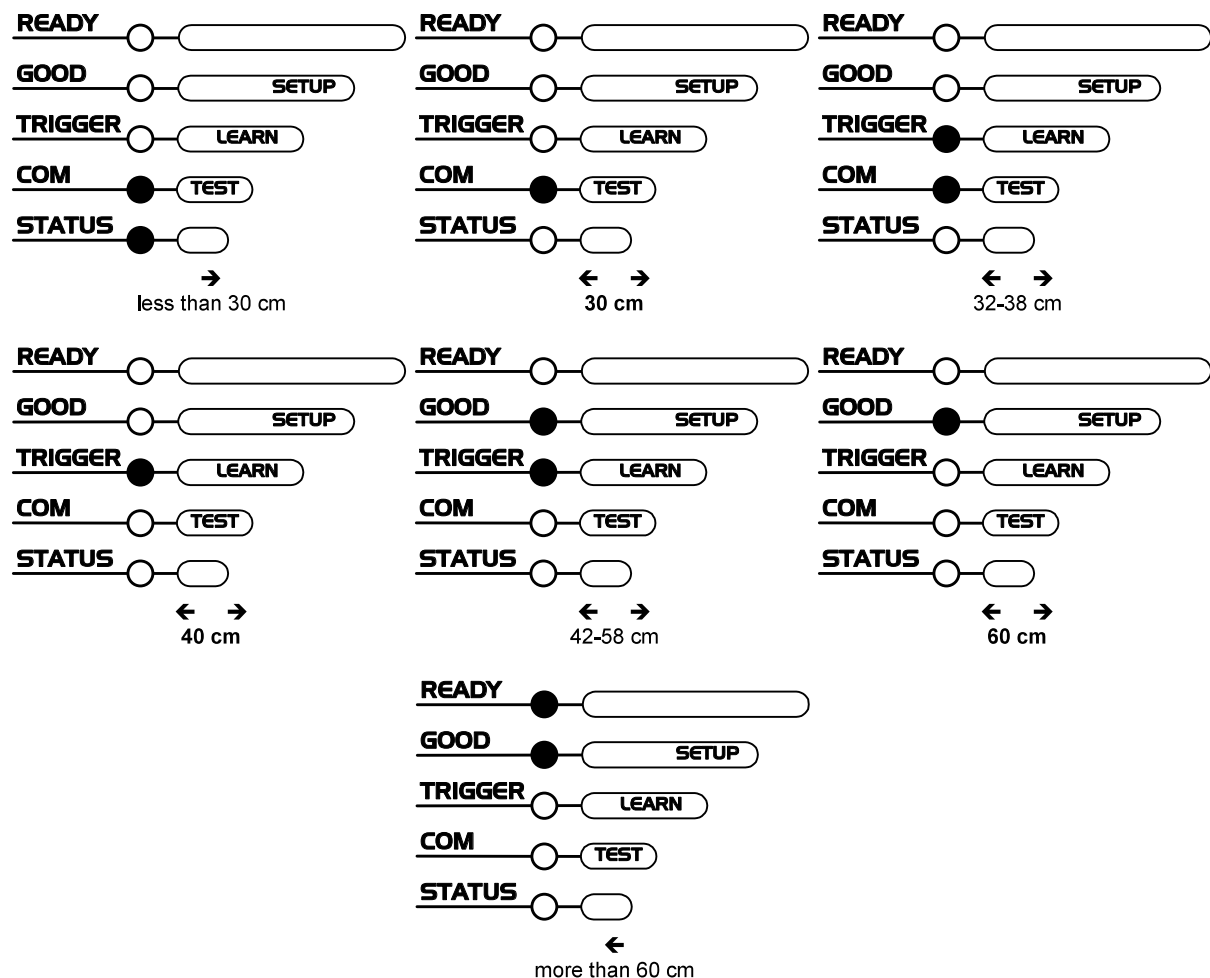 READY
GOOD
SETUP
TRIGGER
LEARN
COM
TEST
STATUS
less than 30 cm
READY
GOOD
SETUP
TRIGGER
LEARN
COM
TEST
STATUS
30 cm
READY
GOOD
SETUP
TRIGGER
LEARN
COM
TEST
STATUS
32-38 cm
READY
GOOD
SETUP
TRIGGER
LEARN
COM
TEST
STATUS
40 cm
READY
GOOD
SETUP
TRIGGER
LEARN
COM
TEST
STATUS
42-58 cm
READY
GOOD
SETUP
TRIGGER
LEARN
COM
TEST
STATUS
60 cm
READY
GOOD
SETUP
TRIGGER
LEARN
COM
TEST
STATUS
more than 60 cm